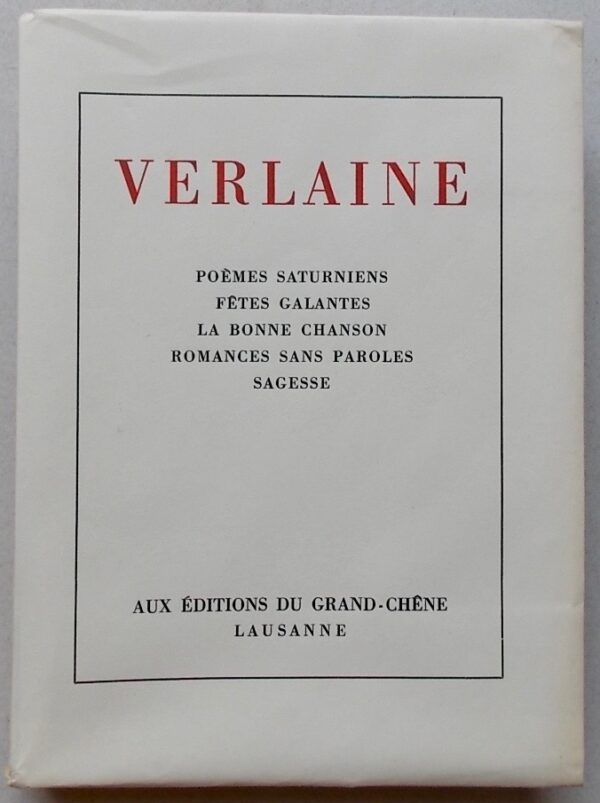 VERLAINE
POÈMES SATURNIENS
FÊTES GALANTES
LA BONNE CHANSON
ROMANCES SANS PAROLES
SAGESSE
AUX ÉDITIONS DU GRAND-CHÊNE
LAUSANNE